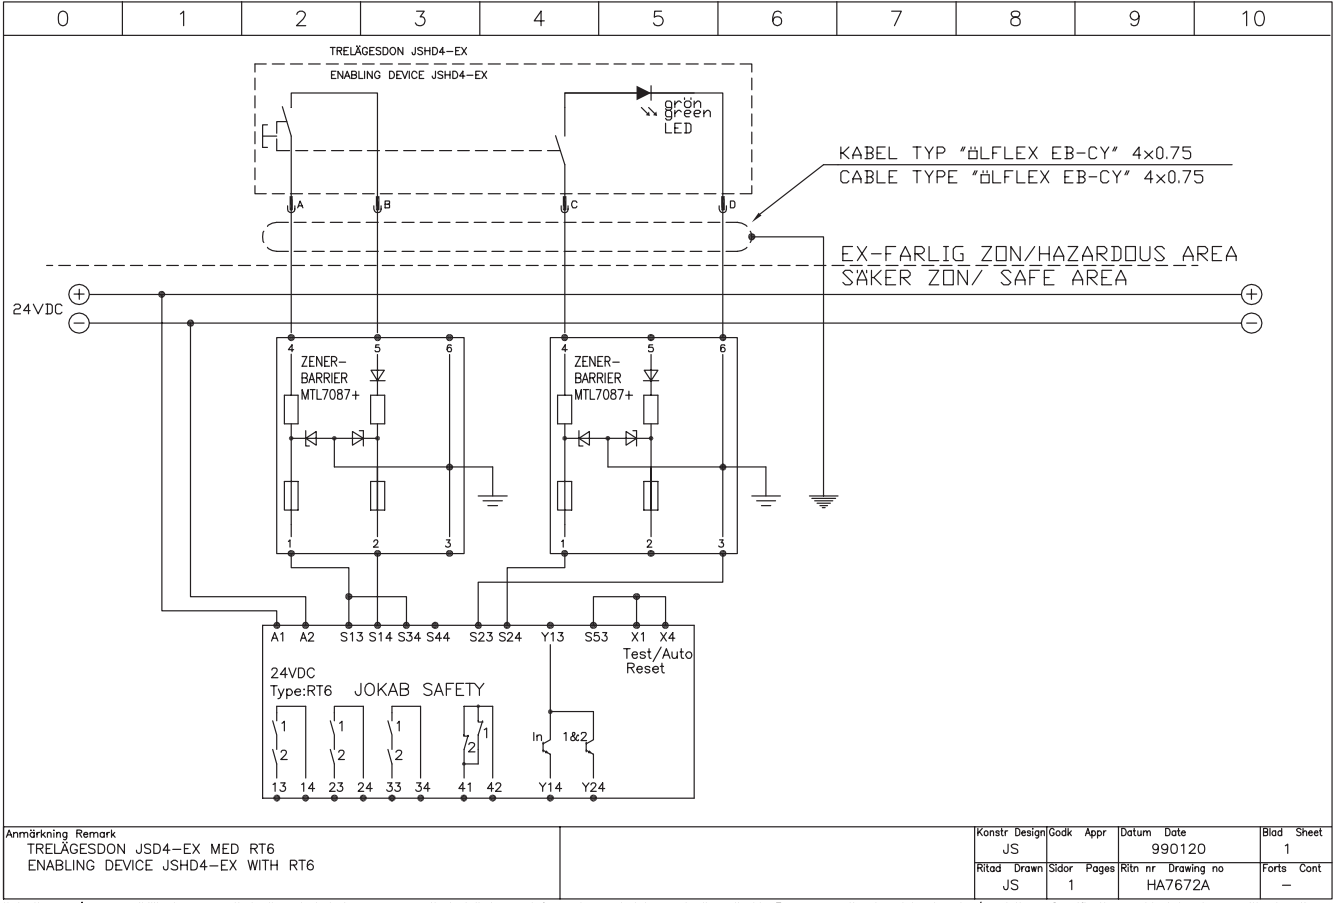 0 1 2 3 4 5 6 7 8 9 10
TRELÄGESDON JSHD4-EX
ENABLING DEVICE JSHD4-EX
grön
green
LED
KABEL TYP "ÖLFLEX EB-CY" 4x0.75
CABLE TYPE "ÖLFLEX EB-CY" 4x0.75
A B C D
EX-FARLIG ZON/HAZARDOUS AREA
SÄKER ZON/ SAFE AREA
24VDC + − + −
4 5 6 4 5 6
ZENER-
BARRIER
MTL7087+
ZENER-
BARRIER
MTL7087+
1 2 3 1 2 3
A1 A2 S13 S14 S34 S44 S23 S24 Y13 S53 X1 X4
Test/Auto
Reset
24VDC
Type:RT6 JOKAB SAFETY
1 1 1 1 In 1&2
2 2 2 2
13 14 23 24 33 34 41 42 Y14 Y24
Anmärkning Remark
TRELÄGESDON JSD4-EX MED RT6
ENABLING DEVICE JSHD4-EX WITH RT6
Konstr Design Godk Appr Datum Date Blad Sheet
JS 990120 1
Ritad Drawn Sidor Pages Ritn nr Drawing no Forts Cont
JS 1 HA7672A −